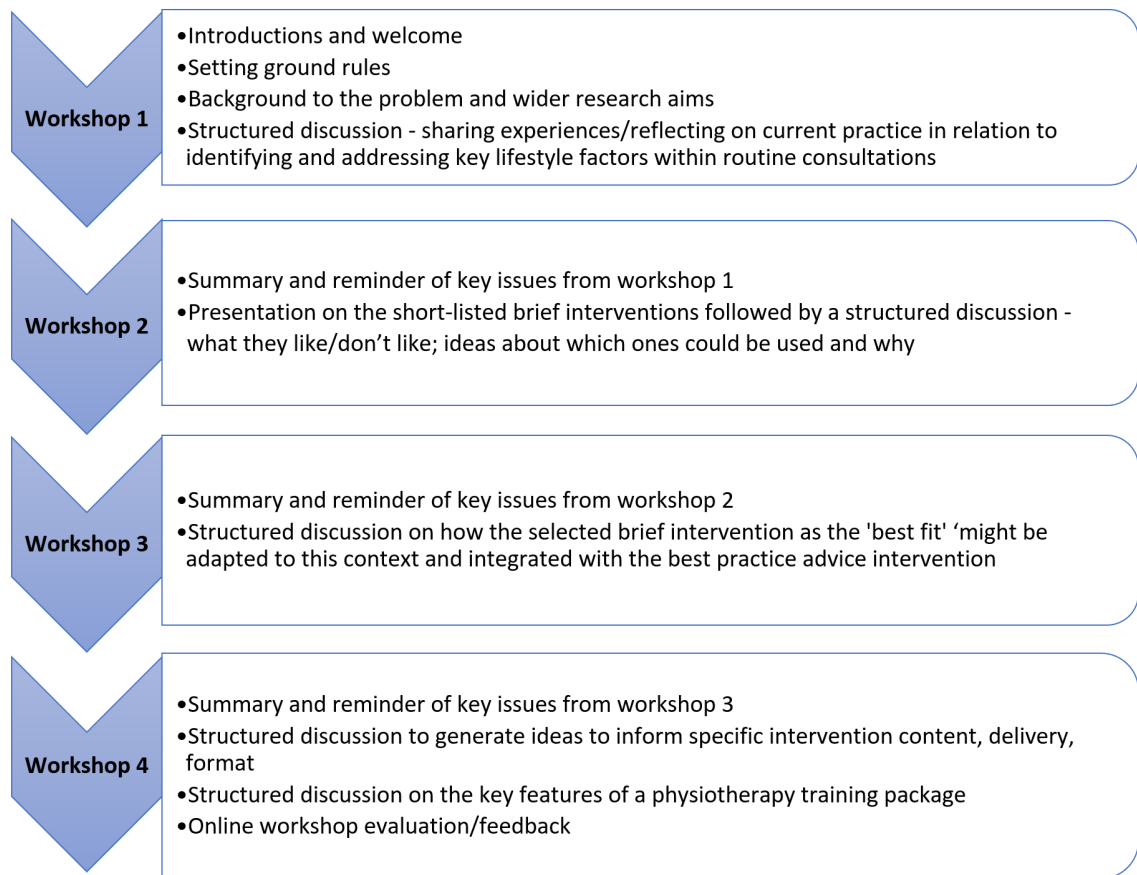 Workshop 1
•Introductions and welcome
•Setting ground rules
•Background to the problem and wider research aims
•Structured discussion - sharing experiences/reflecting on current practice in relation to
identifying and addressing key lifestyle factors within routine consultations
Workshop 2
•Summary and reminder of key issues from workshop 1
•Presentation on the short-listed brief interventions followed by a structured discussion -
what they like/don’t like; ideas about which ones could be used and why
Workshop 3
•Summary and reminder of key issues from workshop 2
•Structured discussion on how the selected brief intervention as the 'best fit' ‘might be
adapted to this context and integrated with the best practice advice intervention
Workshop 4
•Summary and reminder of key issues from workshop 3
•Structured discussion to generate ideas to inform specific intervention content, delivery,
format
•Structured discussion on the key features of a physiotherapy training package
•Online workshop evaluation/feedback